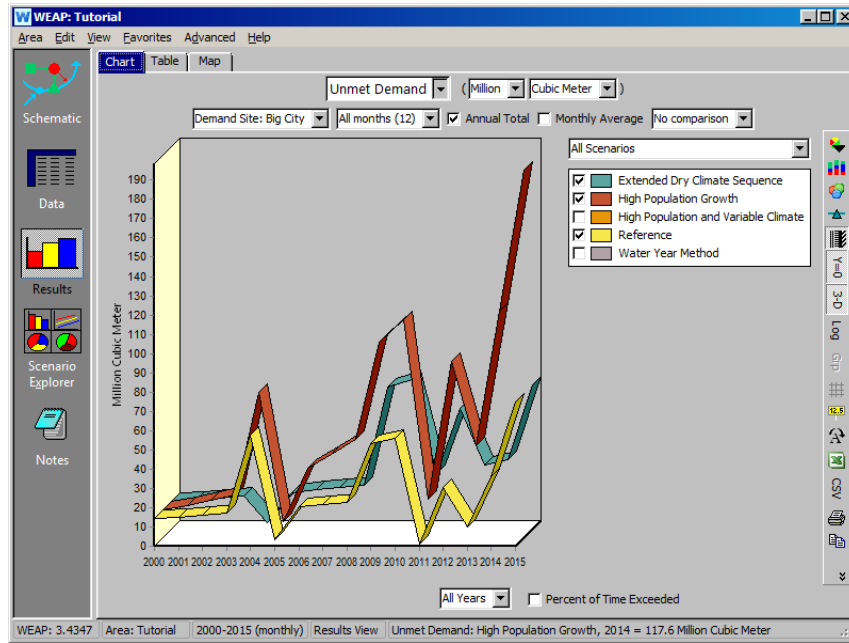 WEAP: Tutorial
Area Edit View Favorites Advanced Help
Chart Table Map
Unmet Demand ( Million Cubic Meter )
Demand Site: Big City All months (12) Annual Total Monthly Average No comparison
All Scenarios
Extended Dry Climate Sequence
High Population Growth
High Population and Variable Climate
Reference
Water Year Method
Schematic
Data
Results
Scenario
Explorer
Notes
Million Cubic Meter
190
180
170
160
150
140
130
120
110
100
90
80
70
60
50
40
30
20
10
0
2000 2001 2002 2003 2004 2005 2006 2007 2008 2009 2010 2011 2012 2013 2014 2015
All Years Percent of Time Exceeded
Y=0
3-D
Log
Grp
12.5
A
CSV
WEAP: 3.4347 Area: Tutorial 2000-2015 (monthly) Results View Unmet Demand: High Population Growth, 2014 = 117.6 Million Cubic Meter